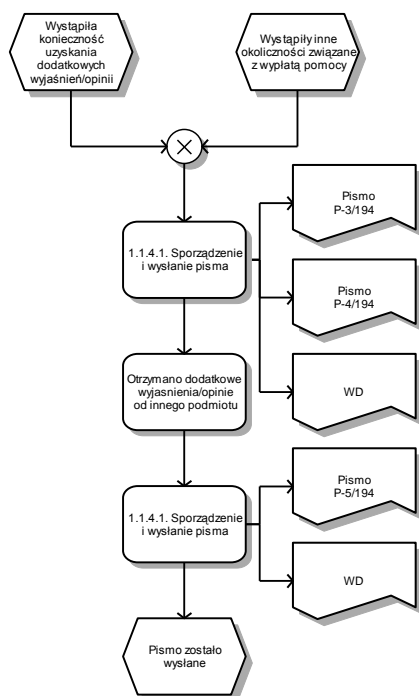 Wystąpiła
konieczność
uzyskania
dodatkowych
wyjaśnień/opinii
Wystąpiły inne
okoliczności związane
z wypłatą pomocy
1.1.4.1. Sporządzenie
i wysłanie pisma
Pismo
P-3/194
Pismo
P-4/194
WD
Otrzymano dodatkowe
wyjasnienia/opinie
od innego podmiotu
1.1.4.1. Sporządzenie
i wysłanie pisma
Pismo
P-5/194
WD
Pismo zostało
wysłane